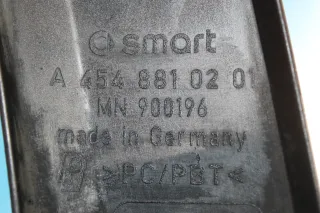 smart
A 454 881 02 01
MN 900196
made in Germany
>PC/PBT<